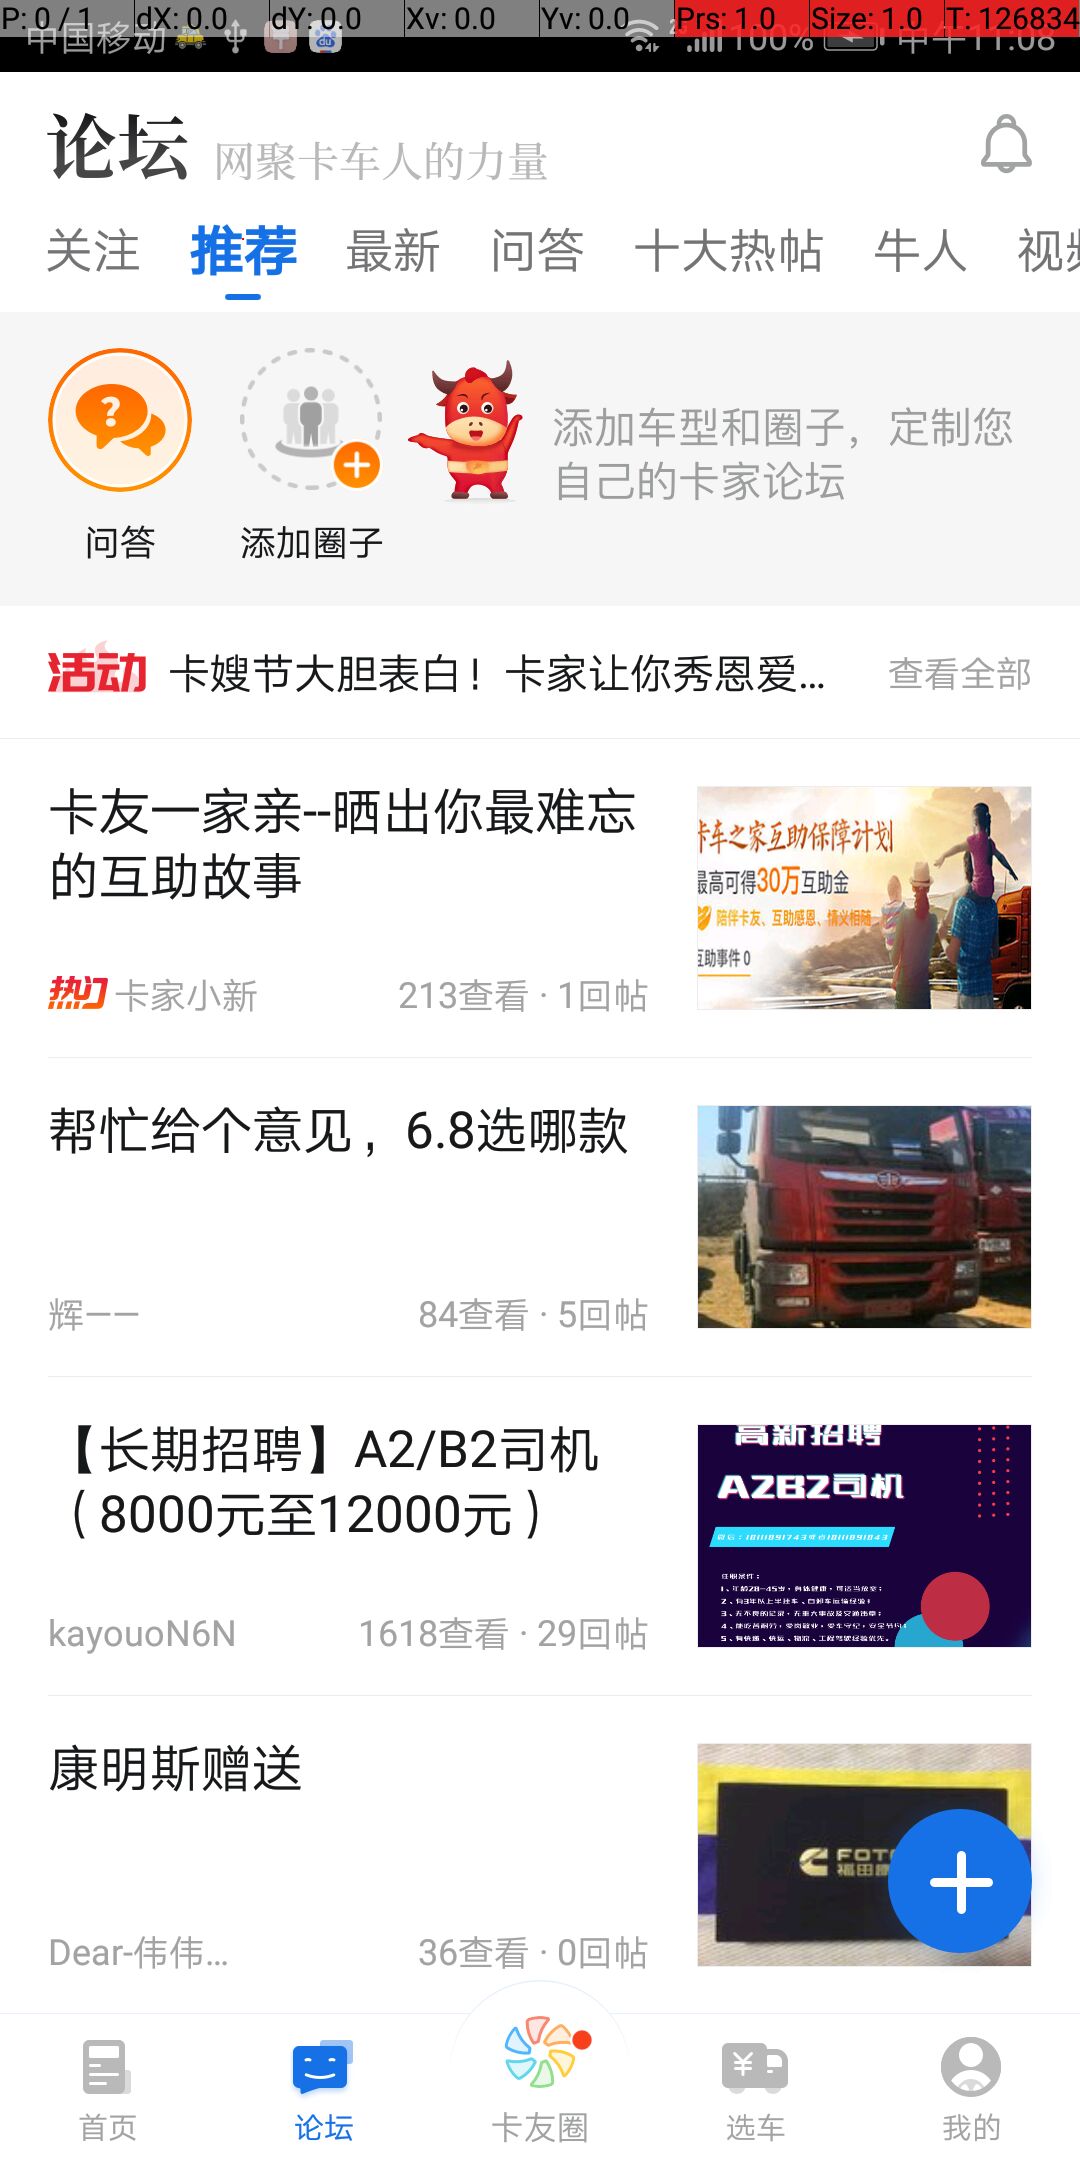 P: 0 / 1 dX: 0.0 dY: 0.0 Xv: 0.0 Yv: 0.0 Prs: 1.0 Size: 1.0 T: 126834
中国移动 100% 中午11:08
论坛 网聚卡车人的力量
关注 推荐 最新 问答 十大热帖 牛人 视频
添加车型和圈子，定制您
自己的卡家论坛
问答 添加圈子
活动 卡嫂节大胆表白！卡家让你秀恩爱... 查看全部
卡友一家亲--晒出你最难忘
的互助故事
热门 卡家小新 213查看 · 1回帖
卡车之家互助保障计划
最高可得30万互助金
陪伴卡友、互助感恩、情义相随
互助事件0
帮忙给个意见，6.8选哪款
辉一一 84查看 · 5回帖
【长期招聘】A2/B2司机
（8000元至12000元）
kayouoN6N 1618查看 · 29回帖
高新招聘
A2B2司机
任职条件：
康明斯赠送
Dear-伟伟... 36查看 · 0回帖
FOTO
福田康
首页 论坛 卡友圈 选车 我的